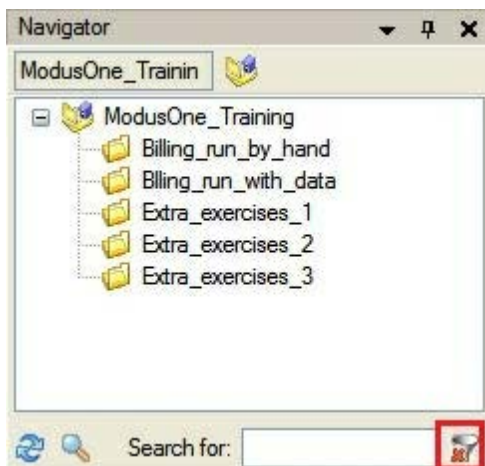 Navigator
ModusOne_Trainin
ModusOne_Training
Billing_run_by_hand
Blling_run_with_data
Extra_exercises_1
Extra_exercises_2
Extra_exercises_3
Search for: